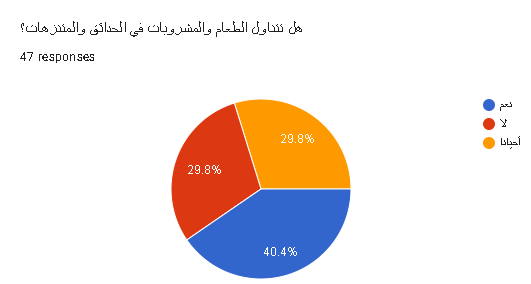 هل تتناول الطعام والمشروبات في الحدائق والمتنزهات؟
47 responses
نعم
لا
أحيانا
29.8%
29.8%
40.4%